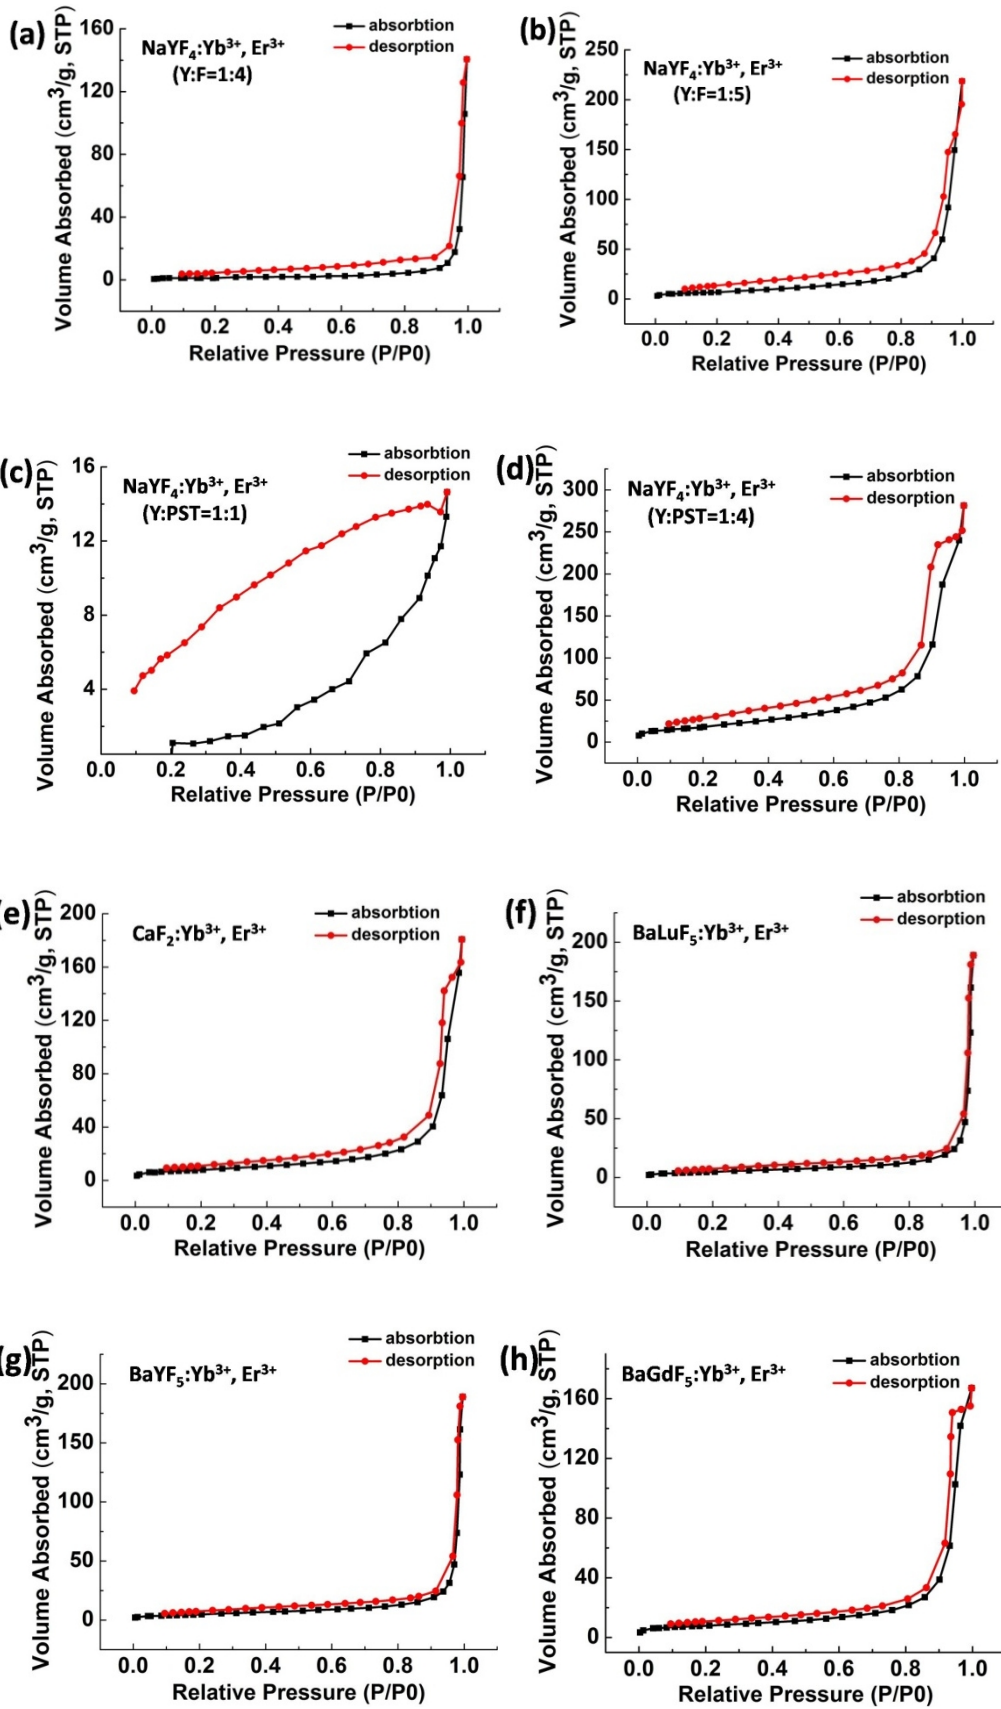 (a)
absorbtion
desorption
NaYF4:Yb3+, Er3+
(Y:F=1:4)
Volume Absorbed (cm3/g, STP)
160
120
80
40
0
0.0 0.2 0.4 0.6 0.8 1.0
Relative Pressure (P/P0)
(b)
absorbtion
desorption
NaYF4:Yb3+, Er3+
(Y:F=1:5)
Volume Absorbed (cm3/g, STP)
250
200
150
100
50
0
0.0 0.2 0.4 0.6 0.8 1.0
Relative Pressure (P/P0)
(c)
absorbtion
desorption
NaYF4:Yb3+, Er3+
(Y:PST=1:1)
Volume Absorbed (cm3/g, STP)
16
12
8
4
0.0 0.2 0.4 0.6 0.8 1.0
Relative Pressure (P/P0)
(d)
absorbtion
desorption
NaYF4:Yb3+, Er3+
(Y:PST=1:4)
Volume Absorbed (cm3/g, STP)
300
250
200
150
100
50
0
0.0 0.2 0.4 0.6 0.8 1.0
Relative Pressure (P/P0)
(e)
absorbtion
desorption
CaF2:Yb3+, Er3+
Volume Absorbed (cm3/g, STP)
200
160
120
80
40
0
0.0 0.2 0.4 0.6 0.8 1.0
Relative Pressure (P/P0)
(f)
absorbtion
desorption
BaLuF5:Yb3+, Er3+
Volume Absorbed (cm3/g, STP)
200
150
100
50
0
0.0 0.2 0.4 0.6 0.8 1.0
Relative Pressure (P/P0)
(g)
absorbtion
desorption
BaYF5:Yb3+, Er3+
Volume Absorbed (cm3/g, STP)
200
150
100
50
0
0.0 0.2 0.4 0.6 0.8 1.0
Relative Pressure (P/P0)
(h)
absorbtion
desorption
BaGdF5:Yb3+, Er3+
Volume Absorbed (cm3/g, STP)
160
120
80
40
0
0.0 0.2 0.4 0.6 0.8 1.0
Relative Pressure (P/P0)